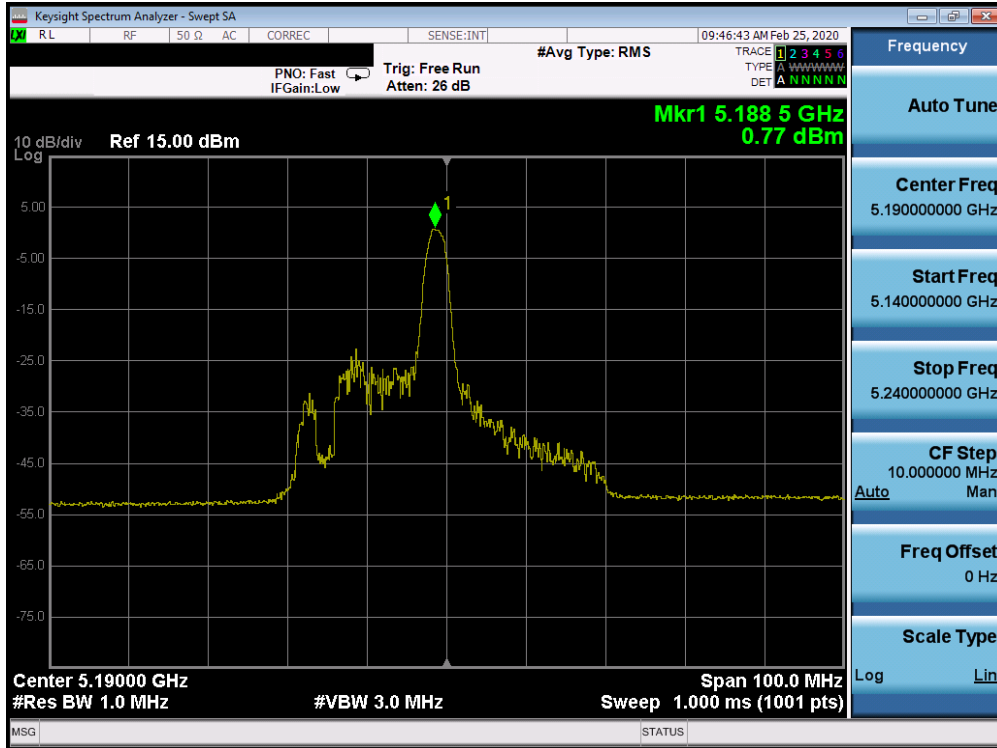 Keysight Spectrum Analyzer - Swept SA
LXI RL RF 50 Ω AC CORREC SENSE:INT 09:46:43 AM Feb 25, 2020
#Avg Type: RMS
TRACE 1 2 3 4 5 6
TYPE A WWWWW
DET A N N N N N
PNO: Fast
IFGain:Low
Trig: Free Run
Atten: 26 dB
Mkr1 5.188 5 GHz
0.77 dBm
10 dB/div Ref 15.00 dBm
Log
1
5.00
-5.00
-15.0
-25.0
-35.0
-45.0
-55.0
-65.0
-75.0
Center 5.19000 GHz Span 100.0 MHz
#Res BW 1.0 MHz #VBW 3.0 MHz Sweep 1.000 ms (1001 pts)
MSG STATUS
Frequency
Auto Tune
Center Freq
5.190000000 GHz
Start Freq
5.140000000 GHz
Stop Freq
5.240000000 GHz
CF Step
10.000000 MHz
Auto Man
Freq Offset
0 Hz
Scale Type
Log Lin